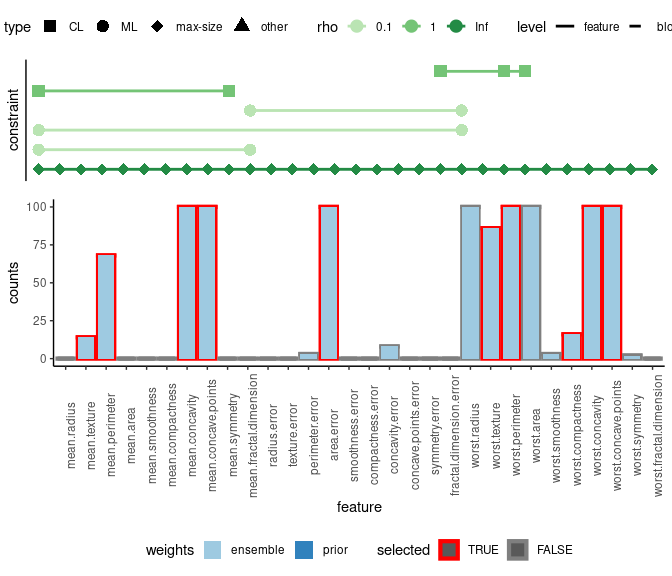 type CL ML max-size other rho 0.1 1 Inf level feature blo
constraint
100
75
50
25
0
counts
mean.radius
mean.texture
mean.perimeter
mean.area
mean.smoothness
mean.compactness
mean.concavity
mean.concave.points
mean.symmetry
mean.fractal.dimension
radius.error
texture.error
perimeter.error
area.error
smoothness.error
compactness.error
concavity.error
concave.points.error
symmetry.error
fractal.dimension.error
worst.radius
worst.texture
worst.perimeter
worst.area
worst.smoothness
worst.compactness
worst.concavity
worst.concave.points
worst.symmetry
worst.fractal.dimension
feature
weights ensemble prior selected TRUE FALSE